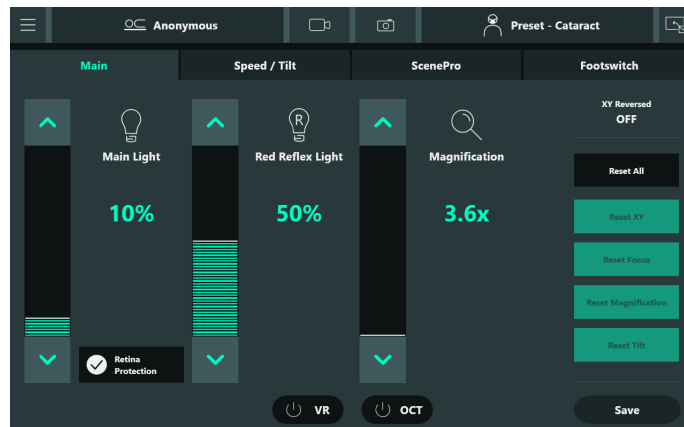 Anonymous
Preset - Cataract
Main
Speed / Tilt
ScenePro
Footswitch
Main Light
10%
Retina
Protection
R
Red Reflex Light
50%
Magnification
3.6x
XY Reversed
OFF
Reset All
Reset XY
Reset Focus
Reset Magnification
Reset Tilt
VR
OCT
Save